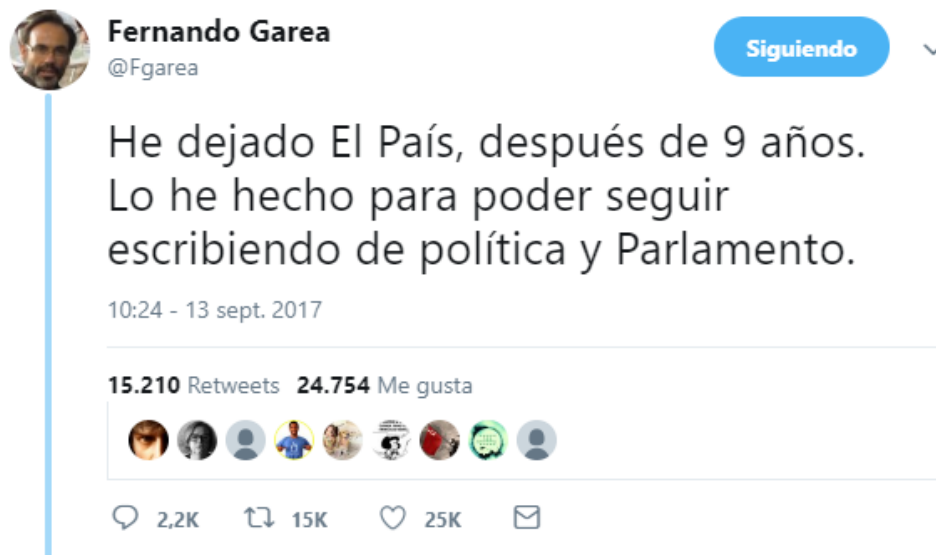 Fernando Garea
@Fgarea
Siguiendo
He dejado El País, después de 9 años.
Lo he hecho para poder seguir
escribiendo de política y Parlamento.
10:24 - 13 sept. 2017
15.210 Retweets 24.754 Me gusta
2,2K 15K 25K